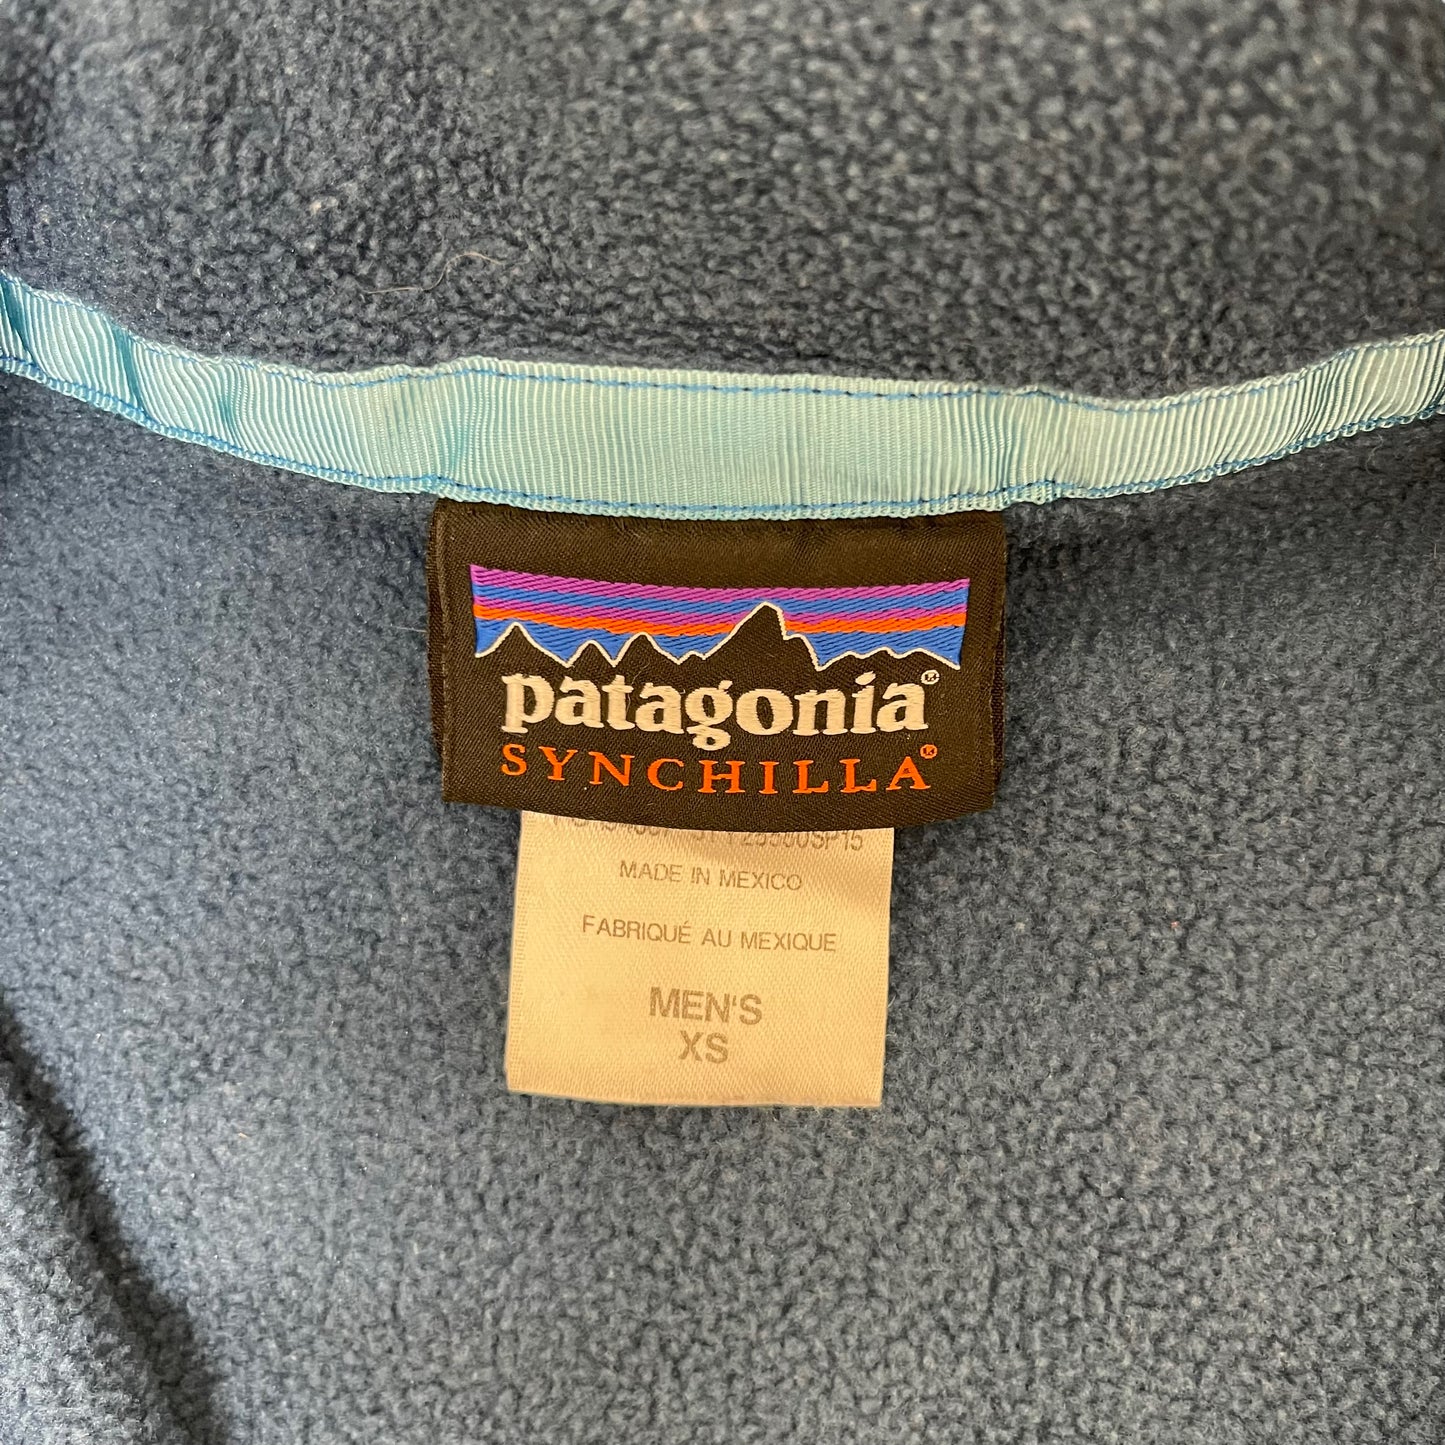 patagonia®
SYNCHILLA®
MADE IN MEXICO
FABRIQUÉ AU MEXIQUE
MEN'S
XS